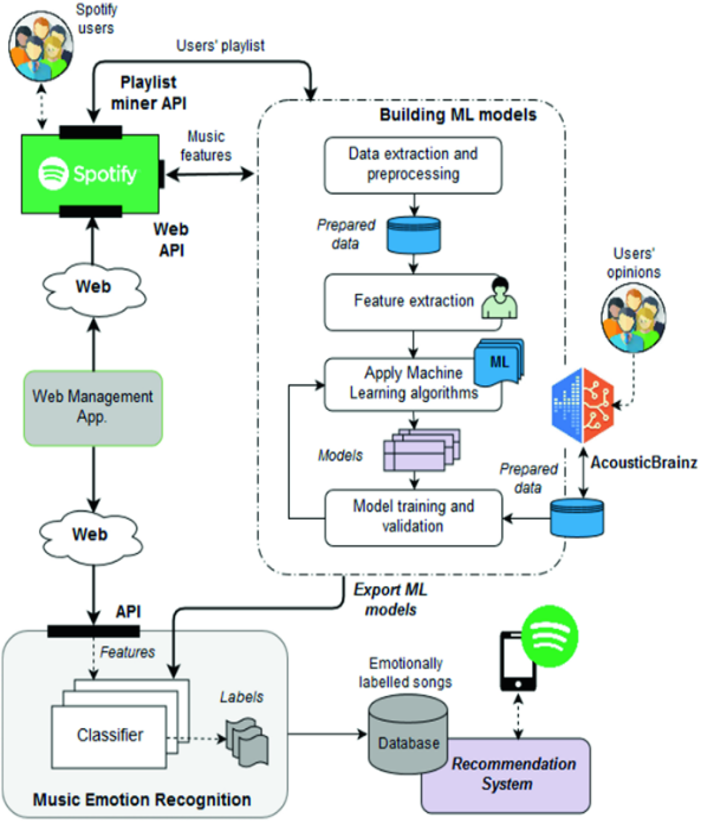 Spotify
users
Users' playlist
Playlist
miner API
Music
features
Spotify
Web
API
Web
Web Management
App.
Web
API
Building ML models
Data extraction and
preprocessing
Prepared
data
Feature extraction
Apply Machine
Learning algorithms
ML
Models
Model training and
validation
Users'
opinions
AcousticBrainz
Prepared
data
Export ML
models
Features
Classifier
Labels
Music Emotion Recognition
Emotionally
labelled songs
Database
Recommendation
System